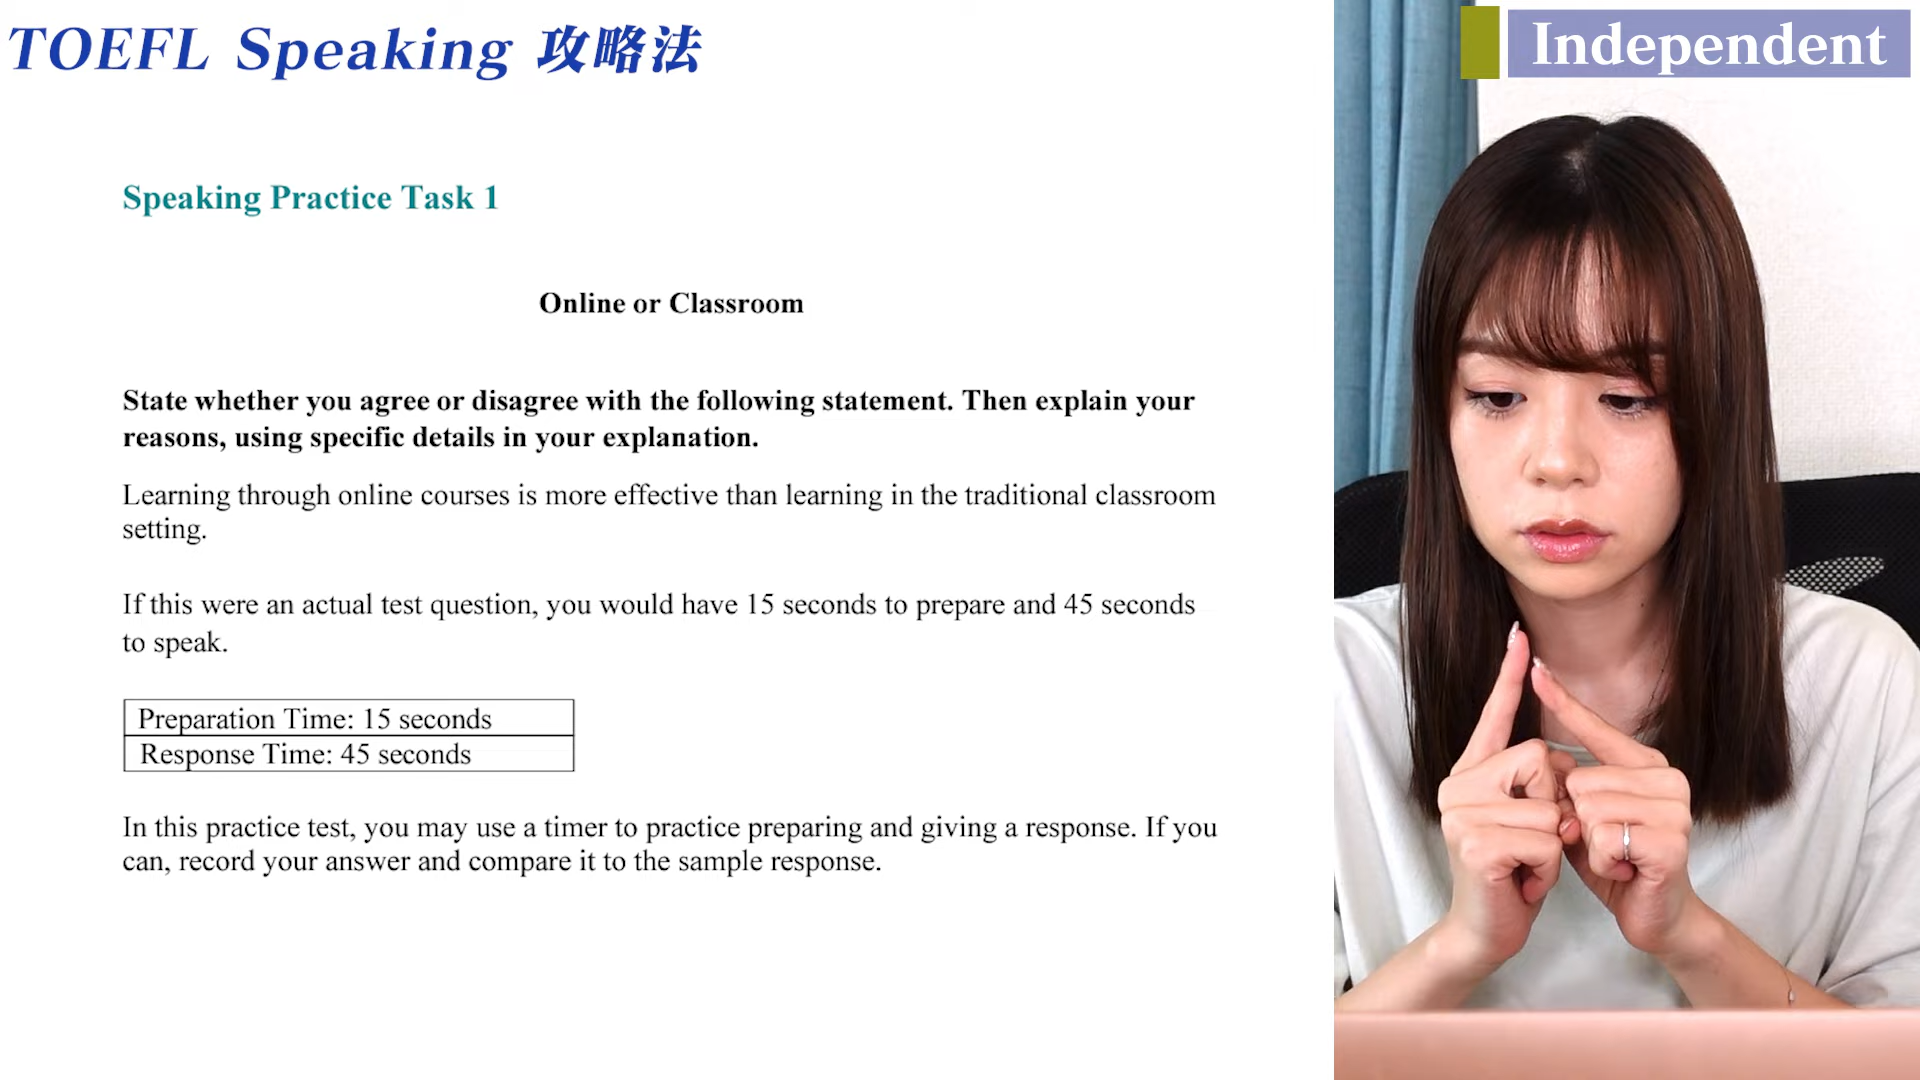 TOEFL Speaking 攻略法
Independent
Speaking Practice Task 1
Online or Classroom
State whether you agree or disagree with the following statement. Then explain your
reasons, using specific details in your explanation.
Learning through online courses is more effective than learning in the traditional classroom
setting.
If this were an actual test question, you would have 15 seconds to prepare and 45 seconds
to speak.
Preparation Time: 15 seconds
Response Time: 45 seconds
In this practice test, you may use a timer to practice preparing and giving a response. If you
can, record your answer and compare it to the sample response.